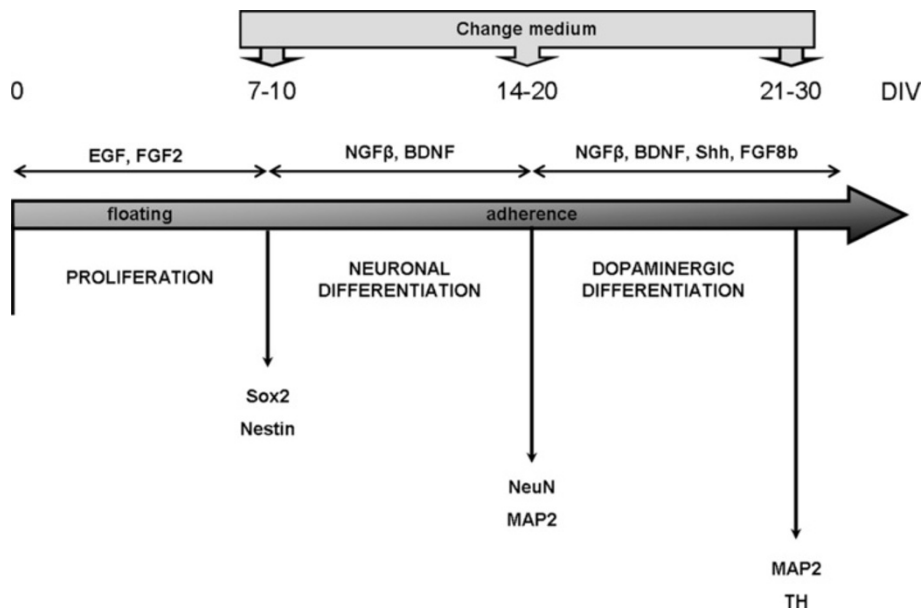 Change medium
0 7-10 14-20 21-30 DIV
EGF, FGF2 NGFβ, BDNF NGFβ, BDNF, Shh, FGF8b
floating adherence
PROLIFERATION
NEURONAL
DIFFERENTIATION
DOPAMINERGIC
DIFFERENTIATION
Sox2
Nestin
NeuN
MAP2
MAP2
TH